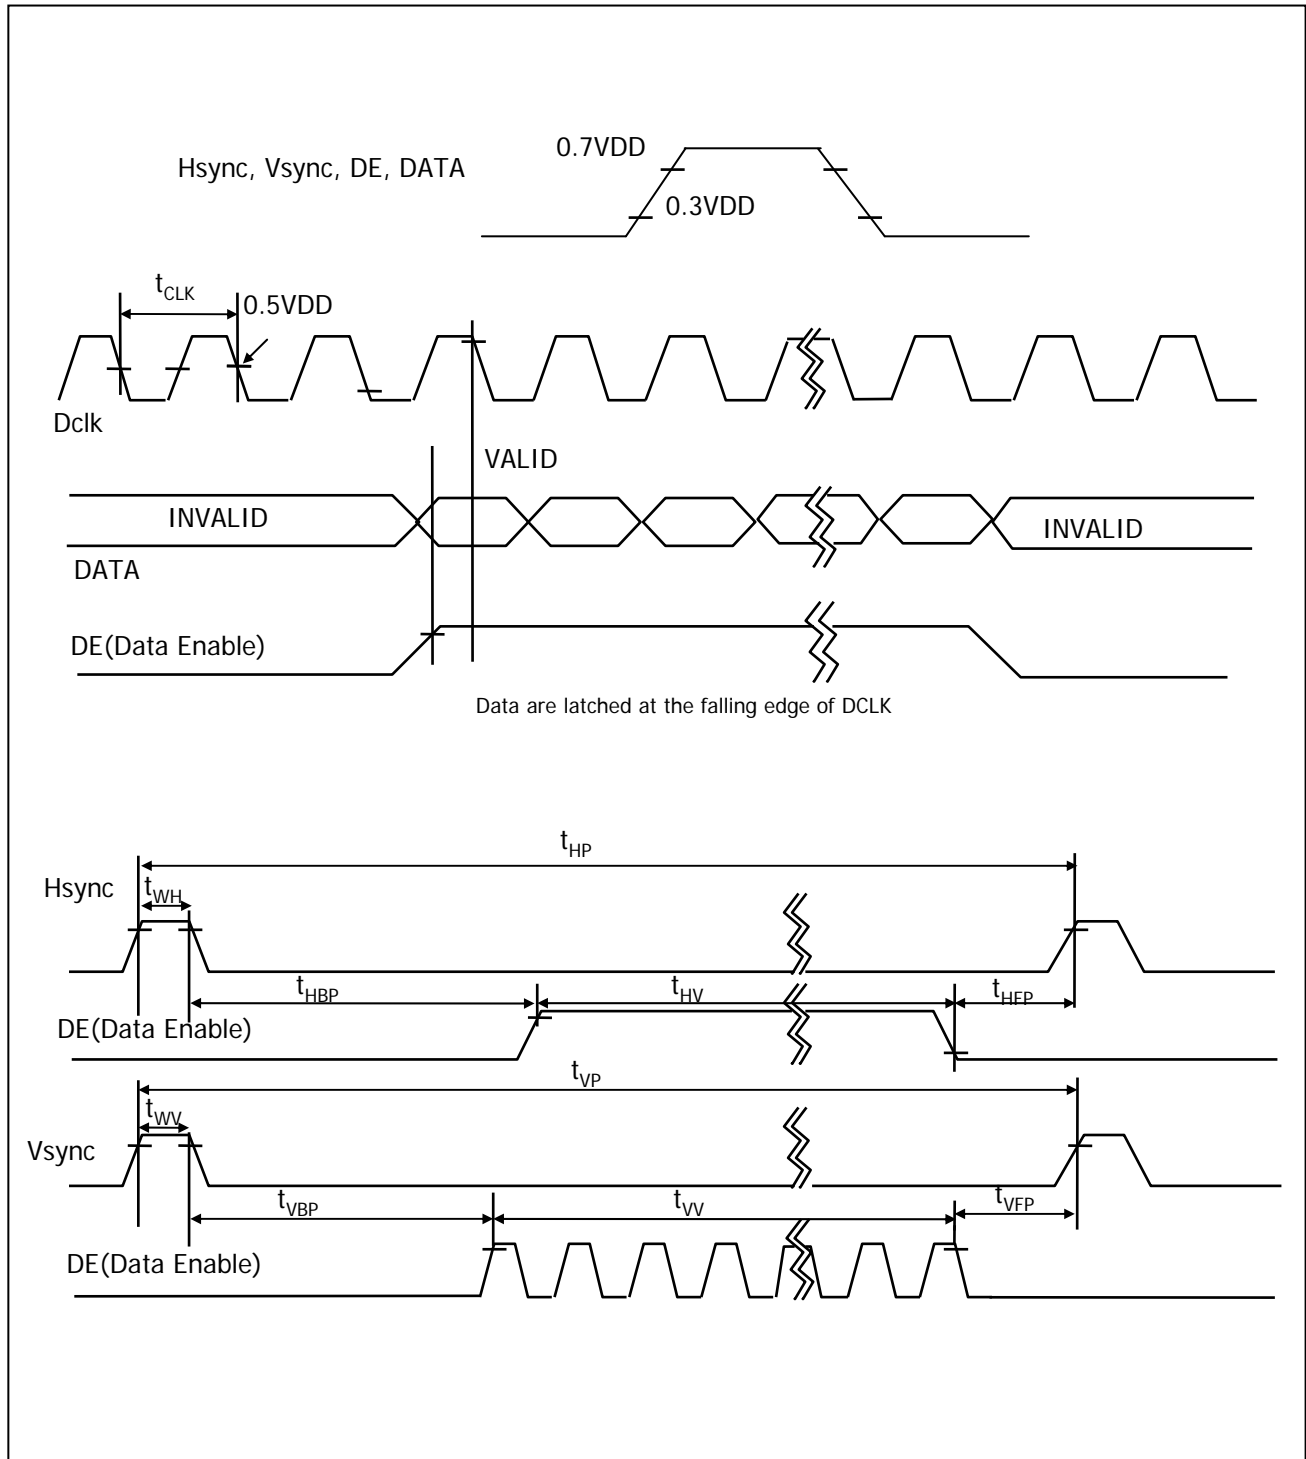 0.7VDD
Hsync, Vsync, DE, DATA
0.3VDD
tCLK
0.5VDD
Dclk
VALID
INVALID
INVALID
DATA
DE(Data Enable)
Data are latched at the falling edge of DCLK
tHP
Hsync
tWH
tHBP
tHV
tHFP
DE(Data Enable)
tVP
tWV
Vsync
tVBP
tVV
tVFP
DE(Data Enable)